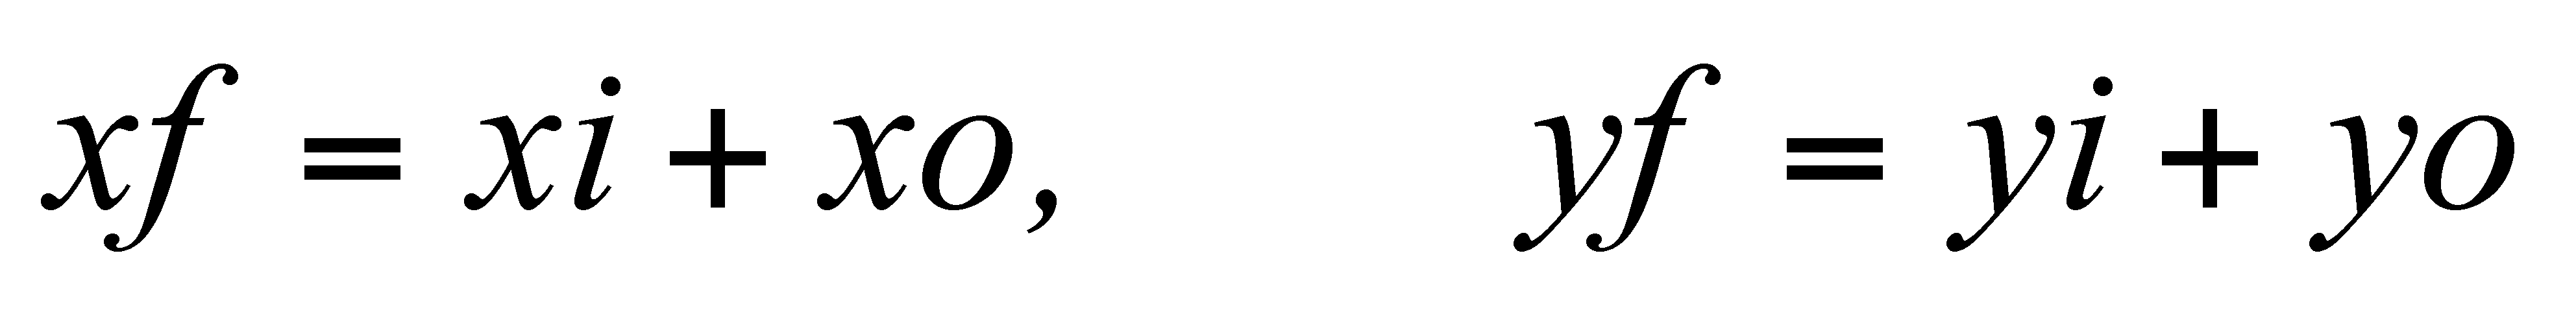 xf = xi + xo, yf = yi + yo